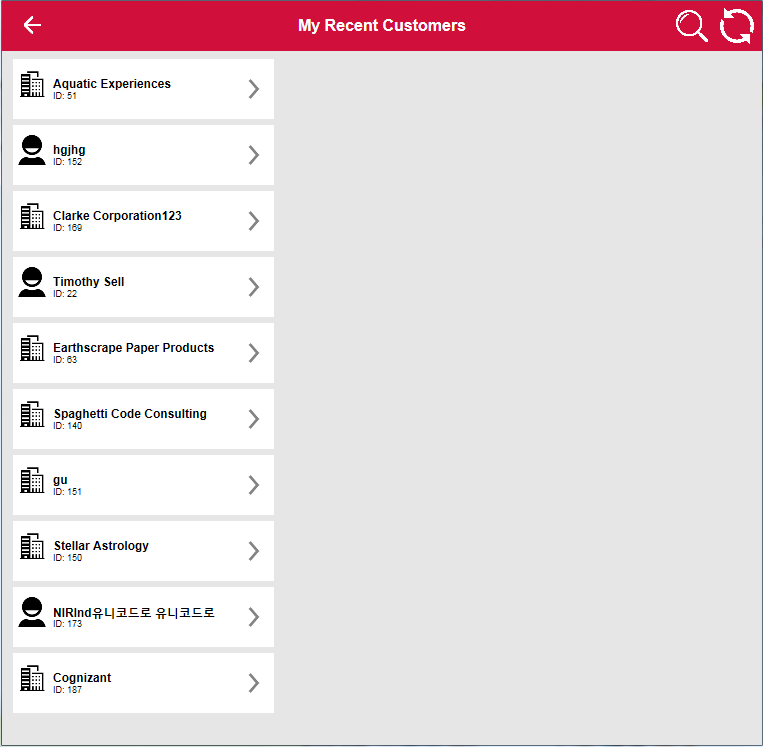 My Recent Customers
Aquatic Experiences
ID: 51
hgjhg
ID: 152
Clarke Corporation123
ID: 169
Timothy Sell
ID: 22
Earthscrape Paper Products
ID: 63
Spaghetti Code Consulting
ID: 140
gu
ID: 151
Stellar Astrology
ID: 150
NIRInd유니코드로 유니코드로
ID: 173
Cognizant
ID: 187